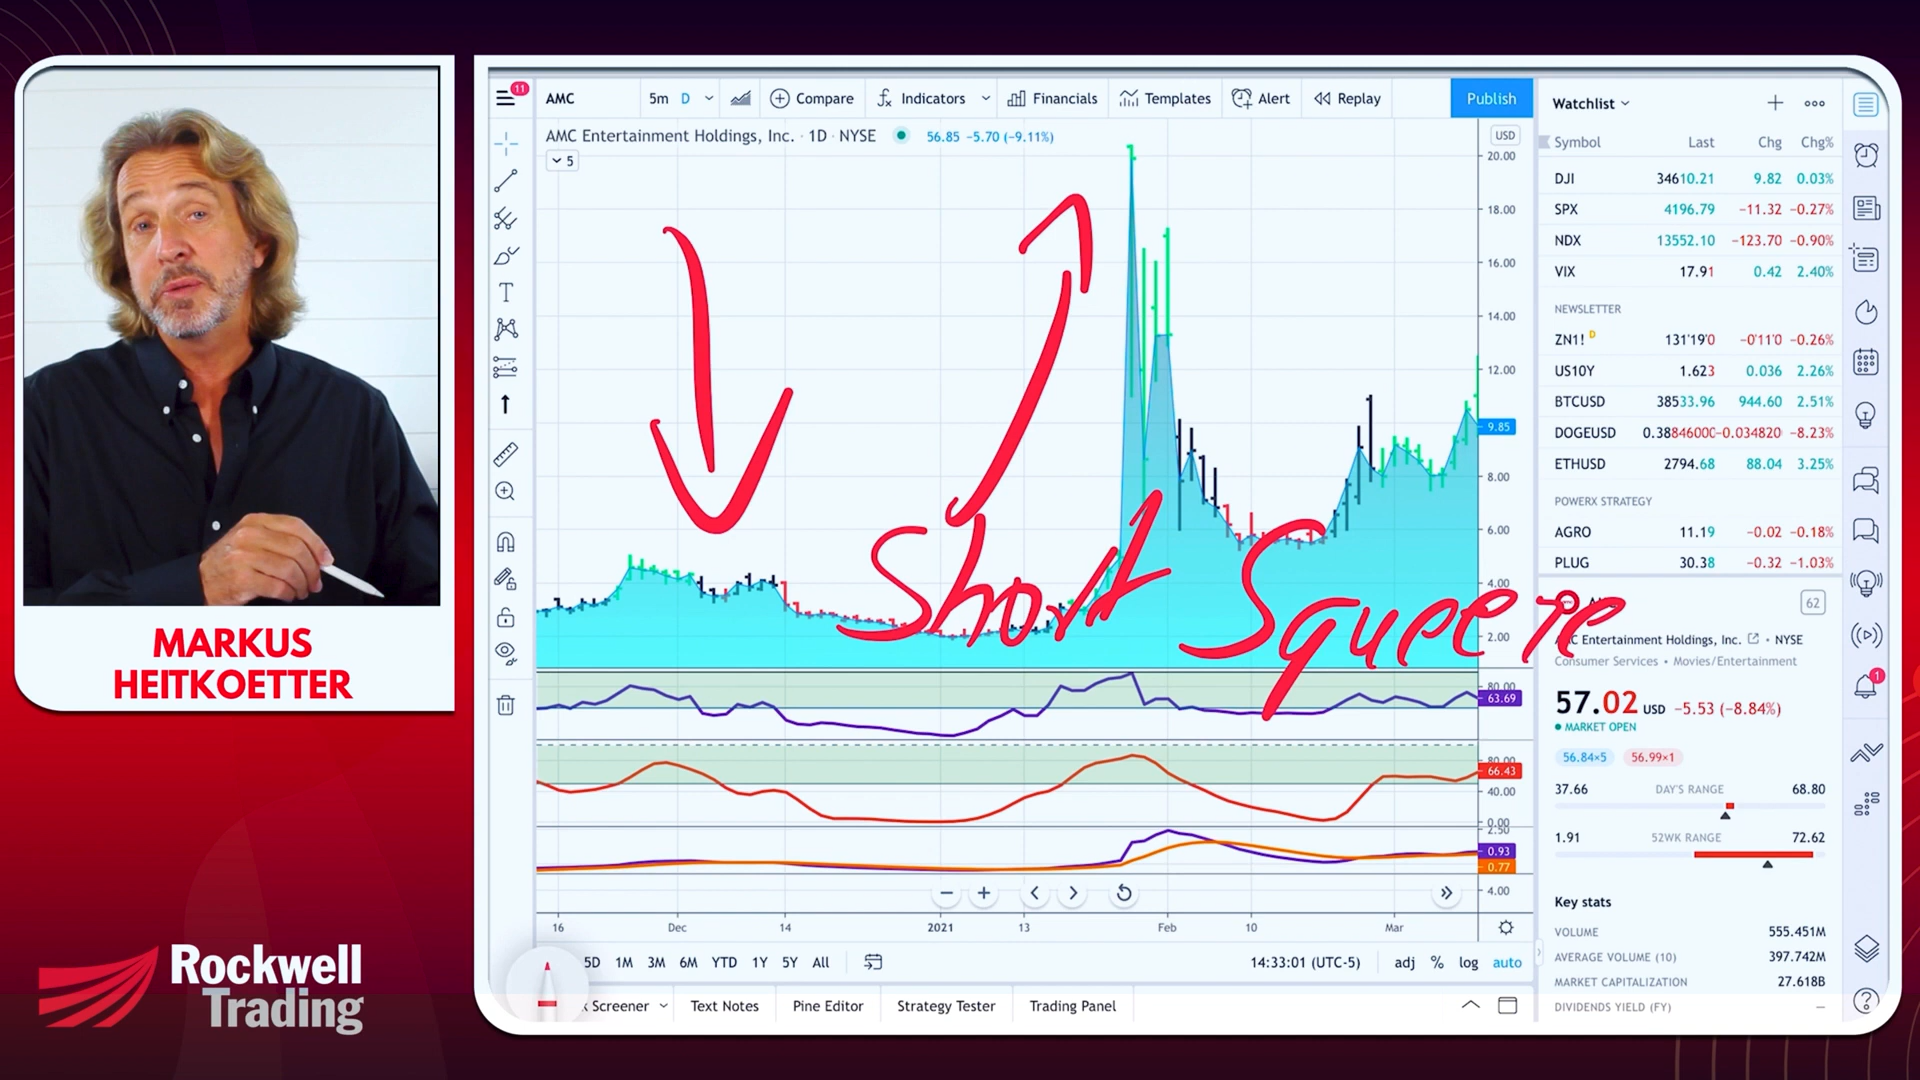 MARKUS
HEITKOETTER
Rockwell
Trading
11
AMC
5m D
Compare
Indicators
Financials
Templates
Alert
Replay
Publish
AMC Entertainment Holdings, Inc. · 1D · NYSE
56.85 −5.70 (−9.11%)
5
USD
20.00
18.00
16.00
14.00
12.00
9.85
8.00
6.00
4.00
2.00
Short Squeeze
80.00
63.69
80.00
66.43
40.00
0.00
2.50
0.93
0.77
4.00
16 Dec 14 2021 13 Feb 10 Mar
5D 1M 3M 6M YTD 1Y 5Y All
14:33:01 (UTC-5) adj % log auto
Screener Text Notes Pine Editor Strategy Tester Trading Panel
Watchlist
Symbol Last Chg Chg%
DJI 34610.21 9.82 0.03%
SPX 4196.79 −11.32 −0.27%
NDX 13552.10 −123.70 −0.90%
VIX 17.91 0.42 2.40%
NEWSLETTER
ZN1! D 131'19'0 −0'11'0 −0.26%
US10Y 1.623 0.036 2.26%
BTCUSD 38533.96 944.60 2.51%
DOGEUSD 0.38846000 −0.034820 −8.23%
ETHUSD 2794.68 88.04 3.25%
POWERX STRATEGY
AGRO 11.19 −0.02 −0.18%
PLUG 30.38 −0.32 −1.03%
62
Entertainment Holdings, Inc. · NYSE
Consumer Services • Movies/Entertainment
57.02 USD −5.53 (−8.84%)
MARKET OPEN
56.84×5 56.99×1
37.66 DAY'S RANGE 68.80
1.91 52WK RANGE 72.62
Key stats
VOLUME 555.451M
AVERAGE VOLUME (10) 397.742M
MARKET CAPITALIZATION 27.618B
DIVIDENDS YIELD (FY) —
1